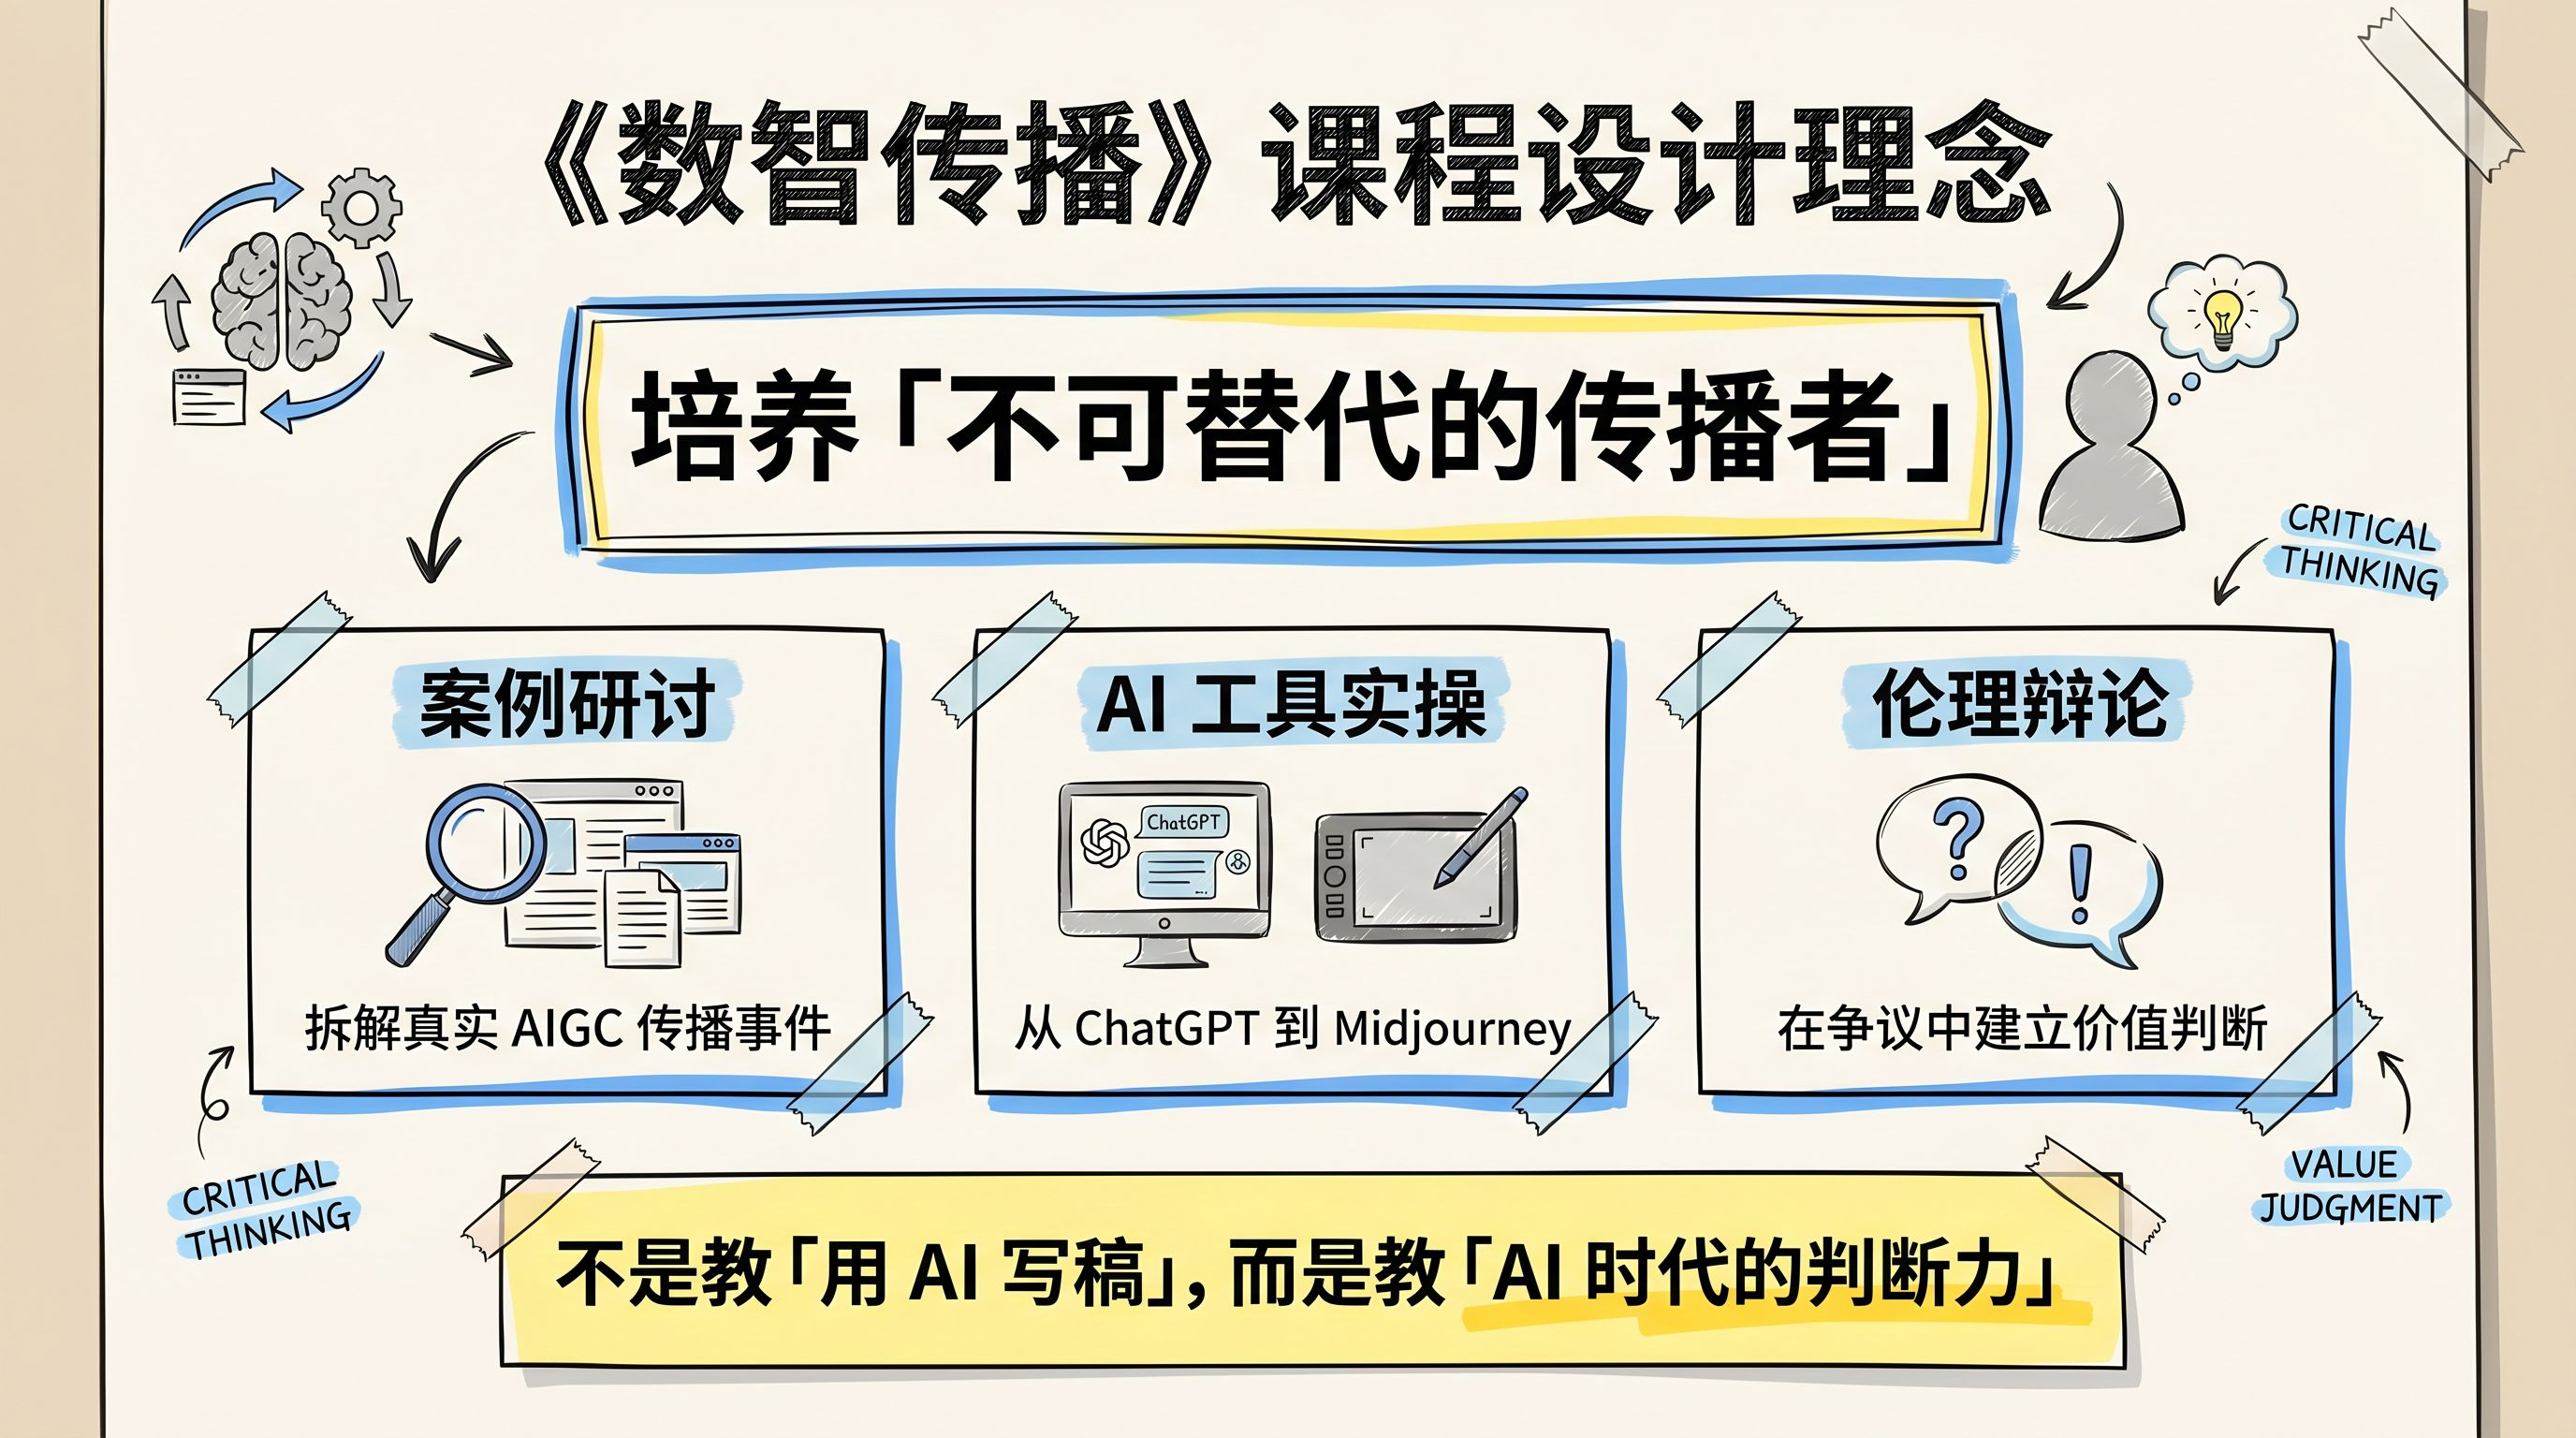 《数智传播》课程设计理念
培养「不可替代的传播者」
CRITICAL
THINKING
案例研讨
拆解真实 AIGC 传播事件
AI 工具实操
ChatGPT
从 ChatGPT 到 Midjourney
伦理辩论
?
!
在争议中建立价值判断
CRITICAL
THINKING
VALUE
JUDGMENT
不是教「用 AI 写稿」，而是教「AI 时代的判断力」